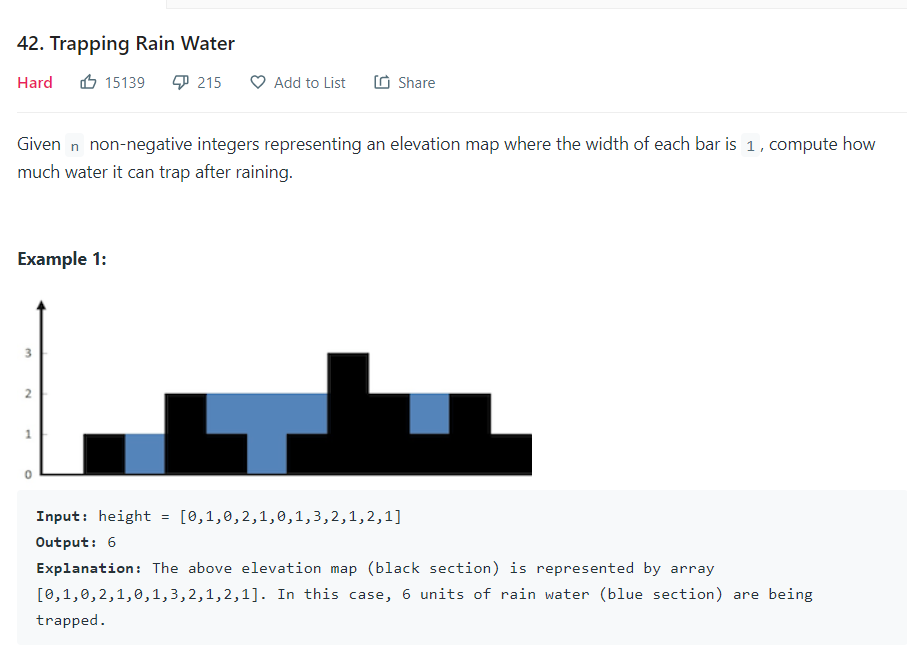 42. Trapping Rain Water
Hard 15139 215 Add to List Share
Given n non-negative integers representing an elevation map where the width of each bar is 1, compute how
much water it can trap after raining.
Example 1:
3
2
1
0
Input: height = [0,1,0,2,1,0,1,3,2,1,2,1]
Output: 6
Explanation: The above elevation map (black section) is represented by array
[0,1,0,2,1,0,1,3,2,1,2,1]. In this case, 6 units of rain water (blue section) are being
trapped.